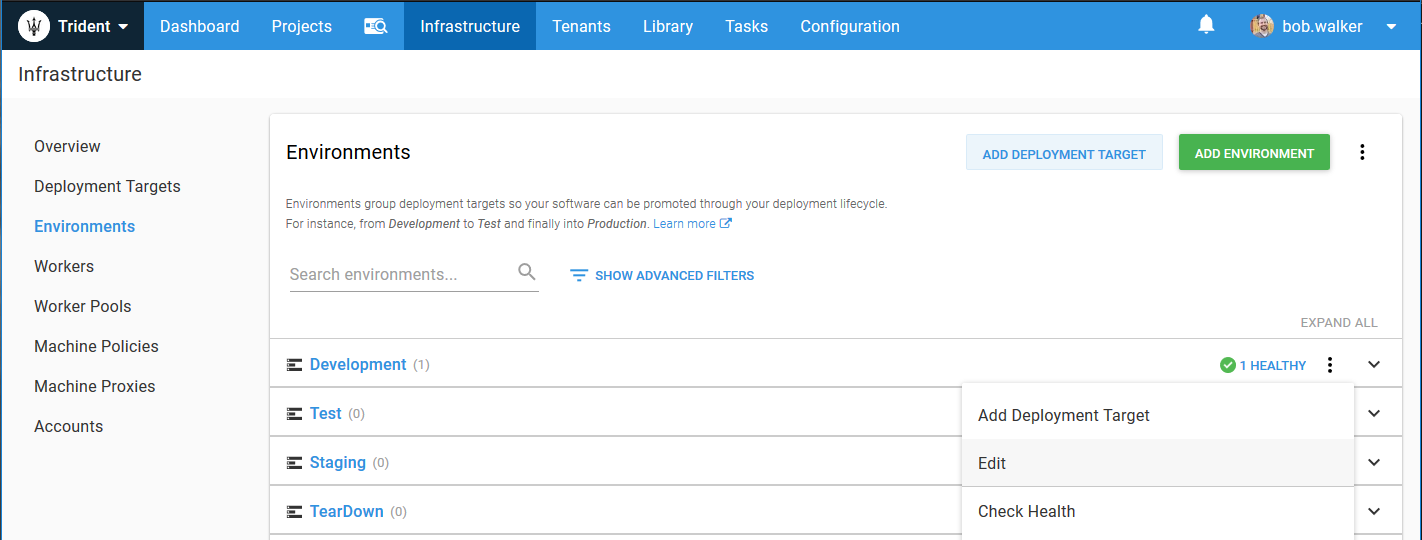 Trident Dashboard Projects Infrastructure Tenants Library Tasks Configuration bob.walker
Infrastructure
Overview
Deployment Targets
Environments
Workers
Worker Pools
Machine Policies
Machine Proxies
Accounts
Environments ADD DEPLOYMENT TARGET ADD ENVIRONMENT
Environments group deployment targets so your software can be promoted through your deployment lifecycle.
For instance, from Development to Test and finally into Production. Learn more
Search environments... SHOW ADVANCED FILTERS
EXPAND ALL
Development (1) 1 HEALTHY
Test (0)
Staging (0)
TearDown (0)
Add Deployment Target
Edit
Check Health